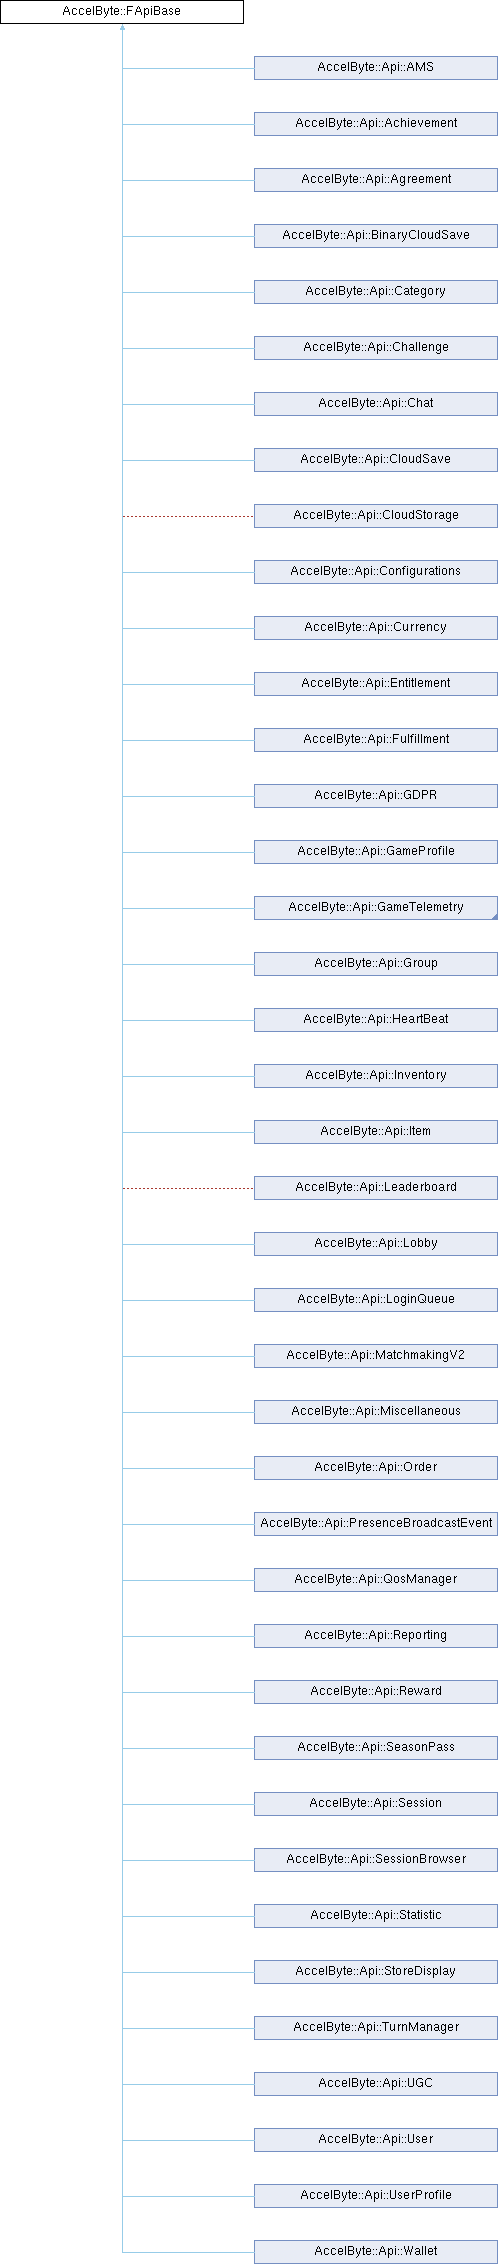 AccelByte::FApiBase
AccelByte::Api::AMS
AccelByte::Api::Achievement
AccelByte::Api::Agreement
AccelByte::Api::BinaryCloudSave
AccelByte::Api::Category
AccelByte::Api::Challenge
AccelByte::Api::Chat
AccelByte::Api::CloudSave
AccelByte::Api::CloudStorage
AccelByte::Api::Configurations
AccelByte::Api::Currency
AccelByte::Api::Entitlement
AccelByte::Api::Fulfillment
AccelByte::Api::GDPR
AccelByte::Api::GameProfile
AccelByte::Api::GameTelemetry
AccelByte::Api::Group
AccelByte::Api::HeartBeat
AccelByte::Api::Inventory
AccelByte::Api::Item
AccelByte::Api::Leaderboard
AccelByte::Api::Lobby
AccelByte::Api::LoginQueue
AccelByte::Api::MatchmakingV2
AccelByte::Api::Miscellaneous
AccelByte::Api::Order
AccelByte::Api::PresenceBroadcastEvent
AccelByte::Api::QosManager
AccelByte::Api::Reporting
AccelByte::Api::Reward
AccelByte::Api::SeasonPass
AccelByte::Api::Session
AccelByte::Api::SessionBrowser
AccelByte::Api::Statistic
AccelByte::Api::StoreDisplay
AccelByte::Api::TurnManager
AccelByte::Api::UGC
AccelByte::Api::User
AccelByte::Api::UserProfile
AccelByte::Api::Wallet